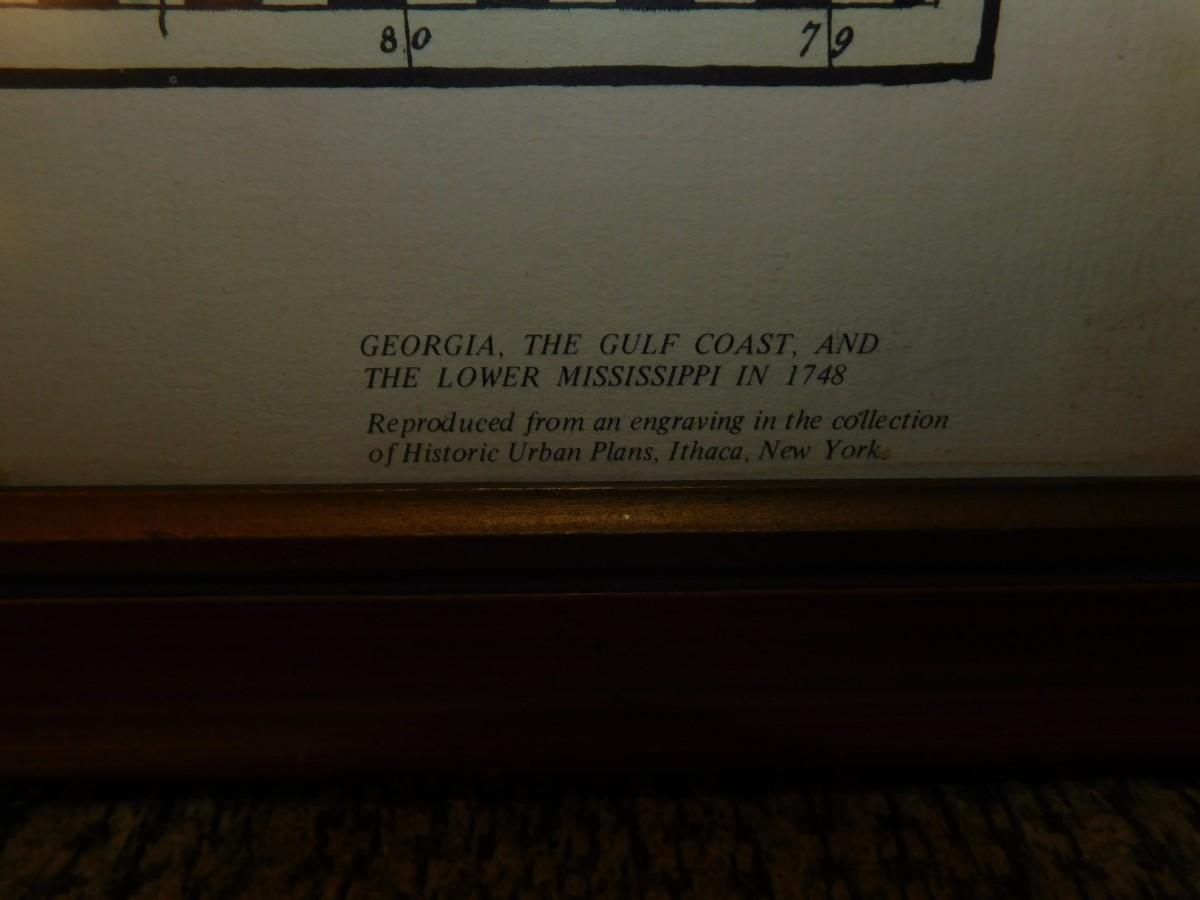 80 79
GEORGIA, THE GULF COAST, AND
THE LOWER MISSISSIPPI IN 1748
Reproduced from an engraving in the collection
of Historic Urban Plans, Ithaca, New York.